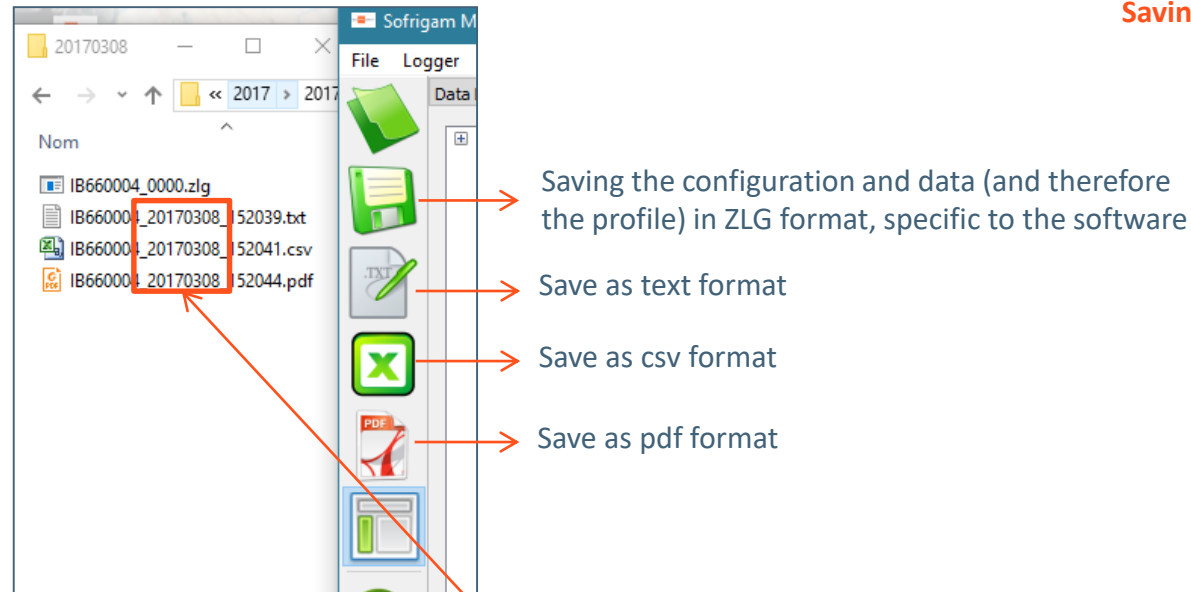 Savin
20170308
« 2017 > 2017
Nom
IB660004_0000.zlg
IB660004_20170308_152039.txt
IB660004_20170308_152041.csv
IB660004_20170308_152044.pdf
Sofrigam M
File Logger
Data
.TXT
PDF
Saving the configuration and data (and therefore
the profile) in ZLG format, specific to the software
Save as text format
Save as csv format
Save as pdf format